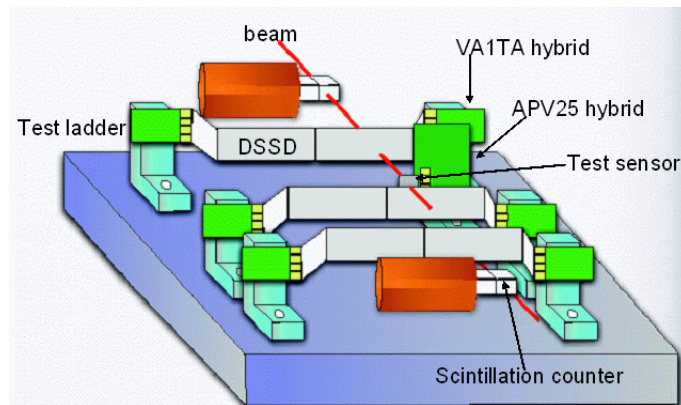 beam
VA1TA hybrid
APV25 hybrid
Test ladder
DSSD
Test sensor
Scintillation counter